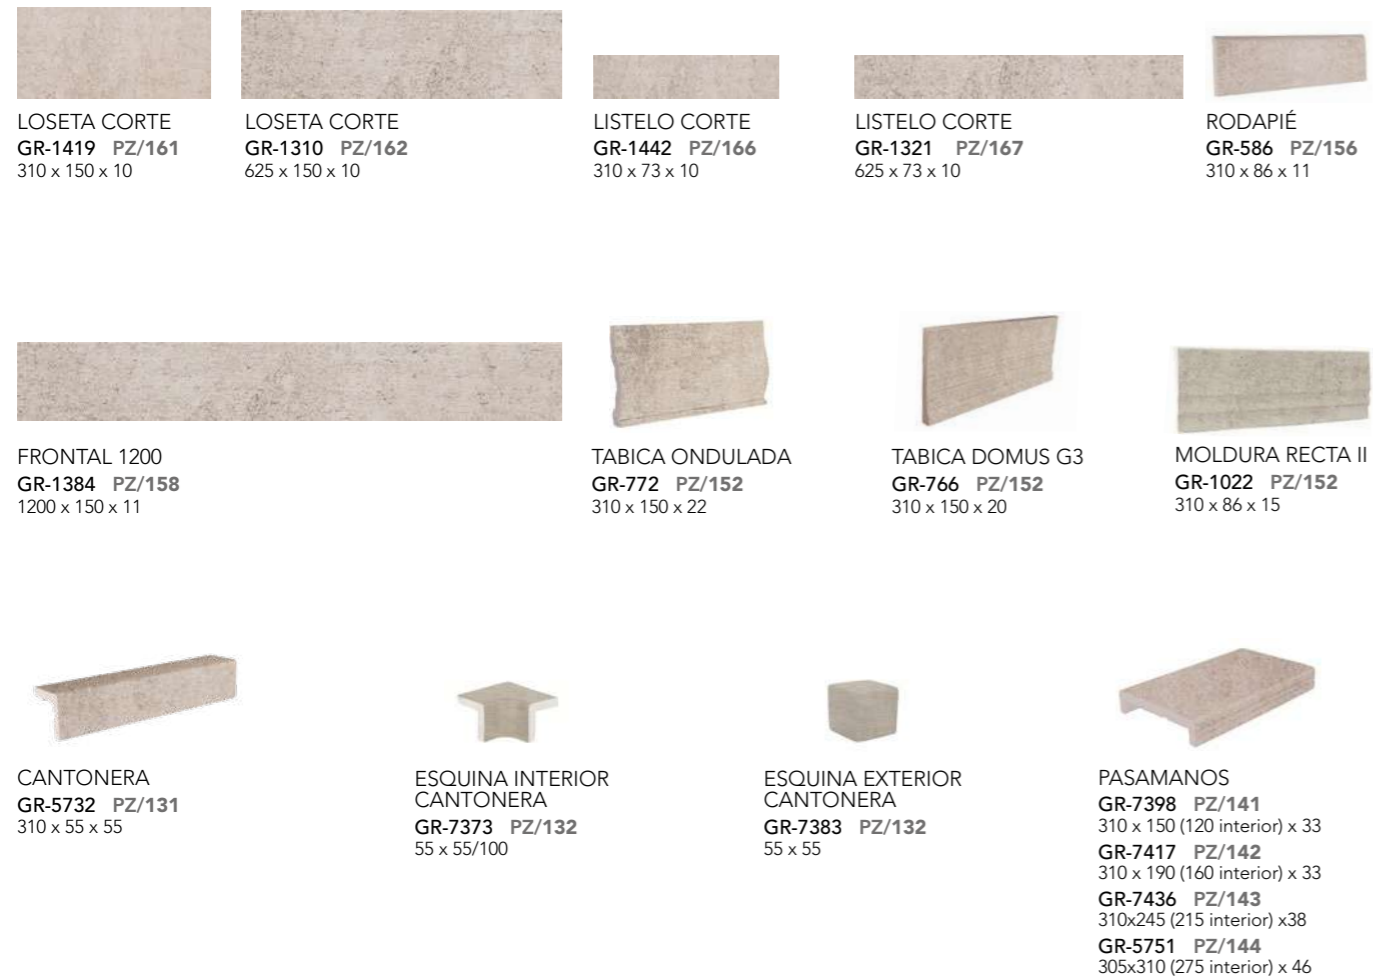 LOSETA CORTE
GR-1419 PZ/161
310 x 150 x 10
LOSETA CORTE
GR-1310 PZ/162
625 x 150 x 10
LISTELO CORTE
GR-1442 PZ/166
310 x 73 x 10
LISTELO CORTE
GR-1321 PZ/167
625 x 73 x 10
RODAPIÉ
GR-586 PZ/156
310 x 86 x 11
FRONTAL 1200
GR-1384 PZ/158
1200 x 150 x 11
TABICA ONDULADA
GR-772 PZ/152
310 x 150 x 22
TABICA DOMUS G3
GR-766 PZ/152
310 x 150 x 20
MOLDURA RECTA II
GR-1022 PZ/152
310 x 86 x 15
CANTONERA
GR-5732 PZ/131
310 x 55 x 55
ESQUINA INTERIOR
CANTONERA
GR-7373 PZ/132
55 x 55/100
ESQUINA EXTERIOR
CANTONERA
GR-7383 PZ/132
55 x 55
PASAMANOS
GR-7398 PZ/141
310 x 150 (120 interior) x 33
GR-7417 PZ/142
310 x 190 (160 interior) x 33
GR-7436 PZ/143
310x245 (215 interior) x38
GR-5751 PZ/144
305x310 (275 interior) x 46